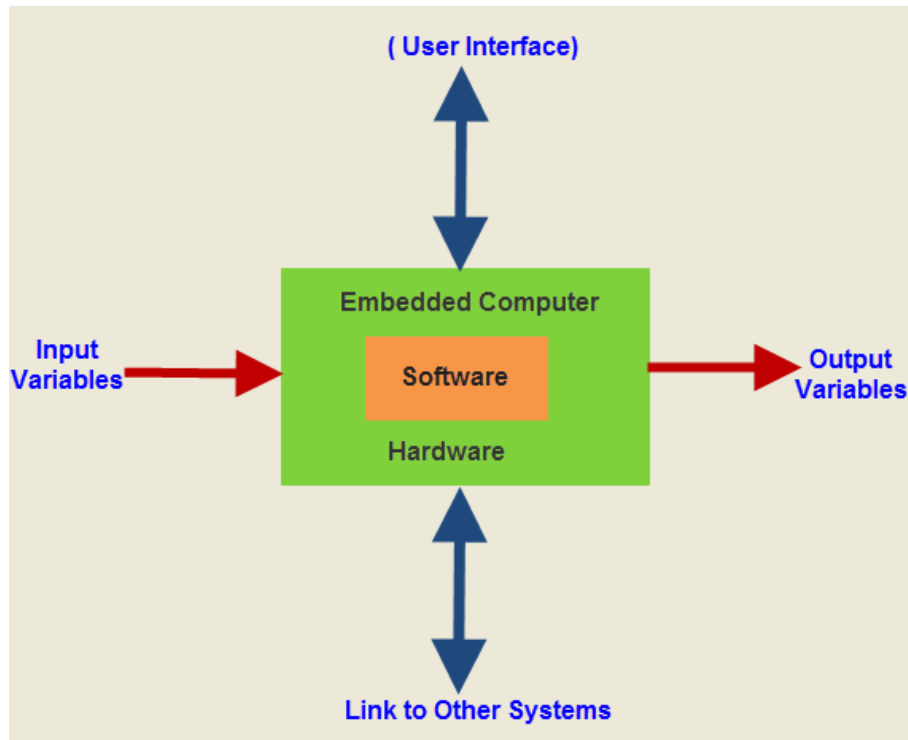 ( User Interface)
Embedded Computer
Input
Variables
Software
Output
Variables
Hardware
Link to Other Systems